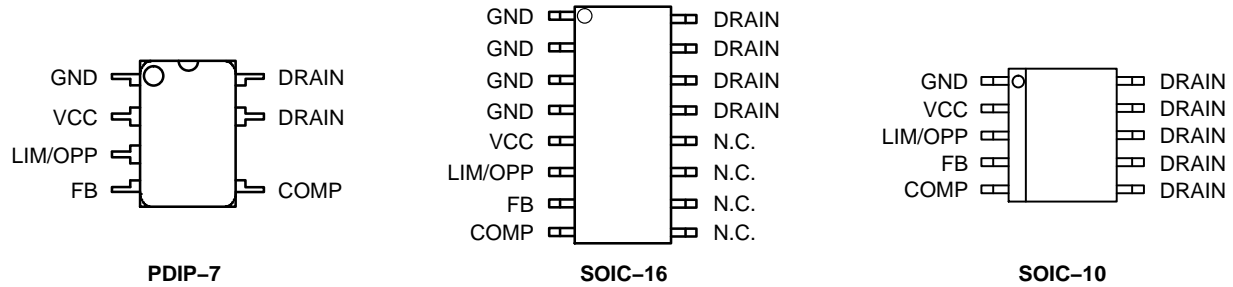 GND DRAIN
VCC DRAIN
LIM/OPP
FB COMP
PDIP–7
GND DRAIN
GND DRAIN
GND DRAIN
GND DRAIN
VCC N.C.
LIM/OPP N.C.
FB N.C.
COMP N.C.
SOIC–16
GND DRAIN
VCC DRAIN
LIM/OPP DRAIN
FB DRAIN
COMP DRAIN
SOIC–10